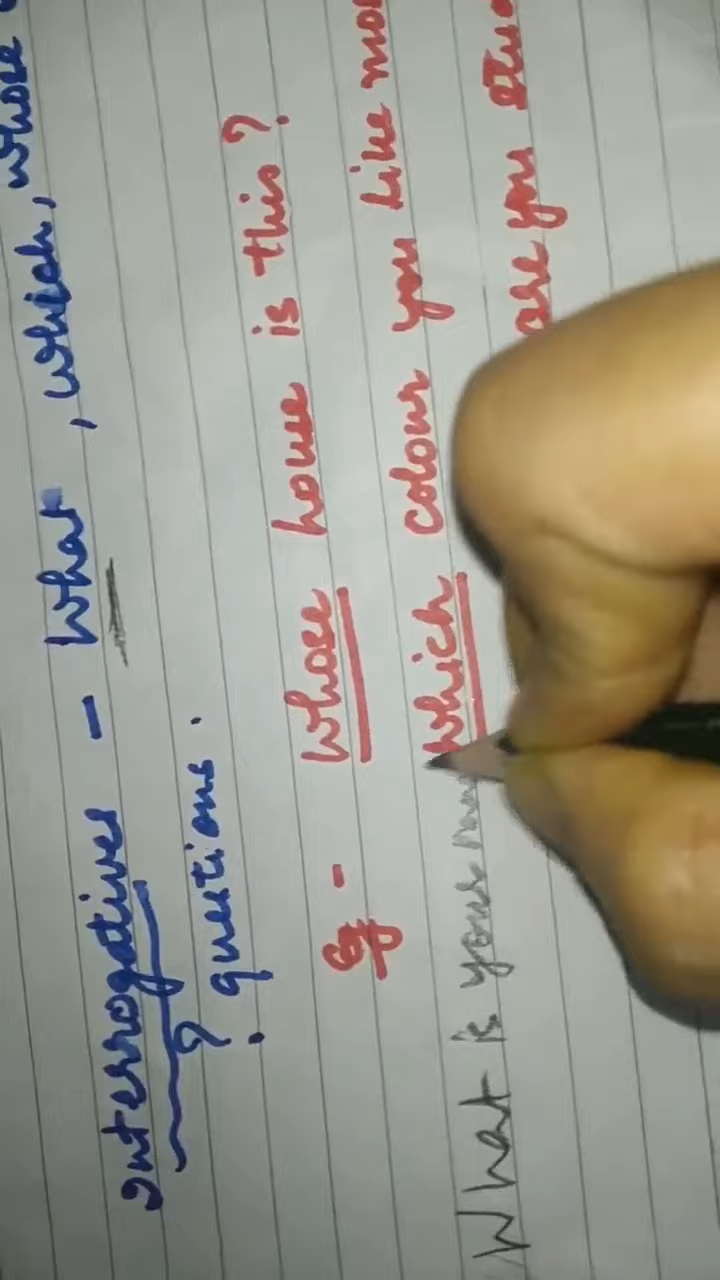 Interrogatives - What, which, whose
? questions.
Eg - Whose house is this?
Which colour you like
What is your
are you